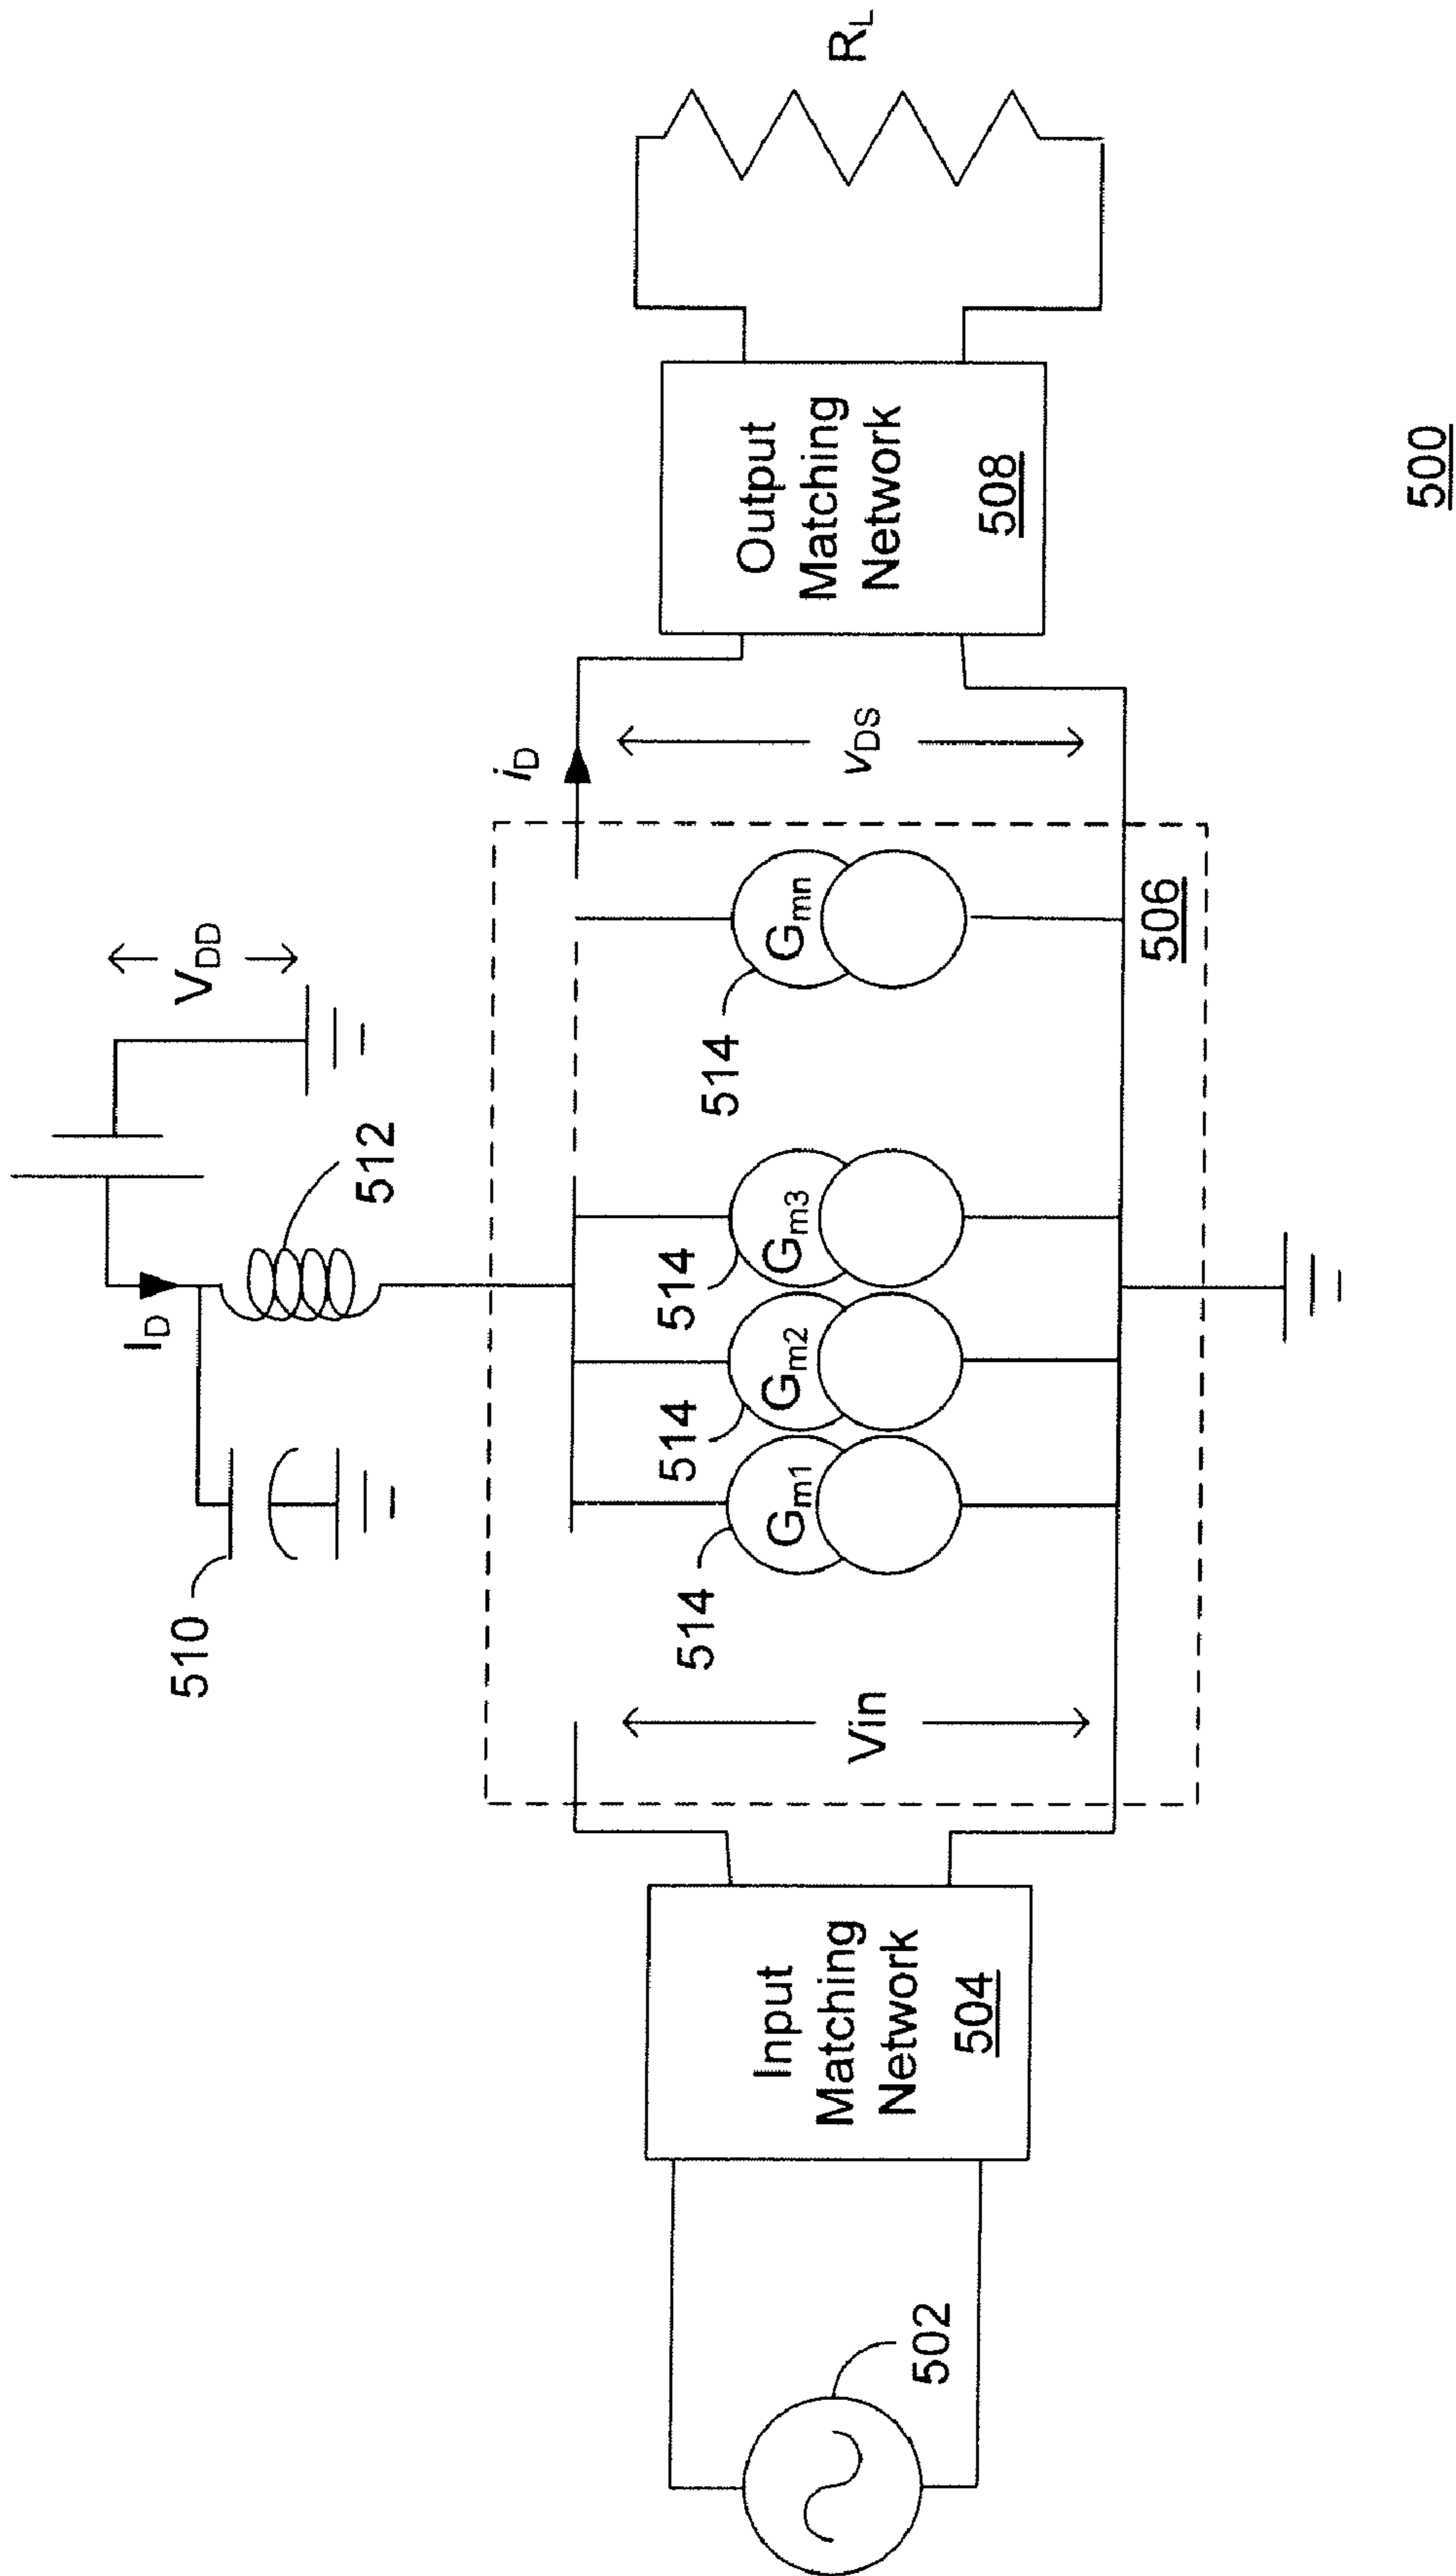 V_DD
I_D
510
512
i_D
514
514
514
514
G_m1
G_m2
G_m3
G_mn
Vin
v_DS
506
Input
Matching
Network
504
Output
Matching
Network
508
502
R_L
500